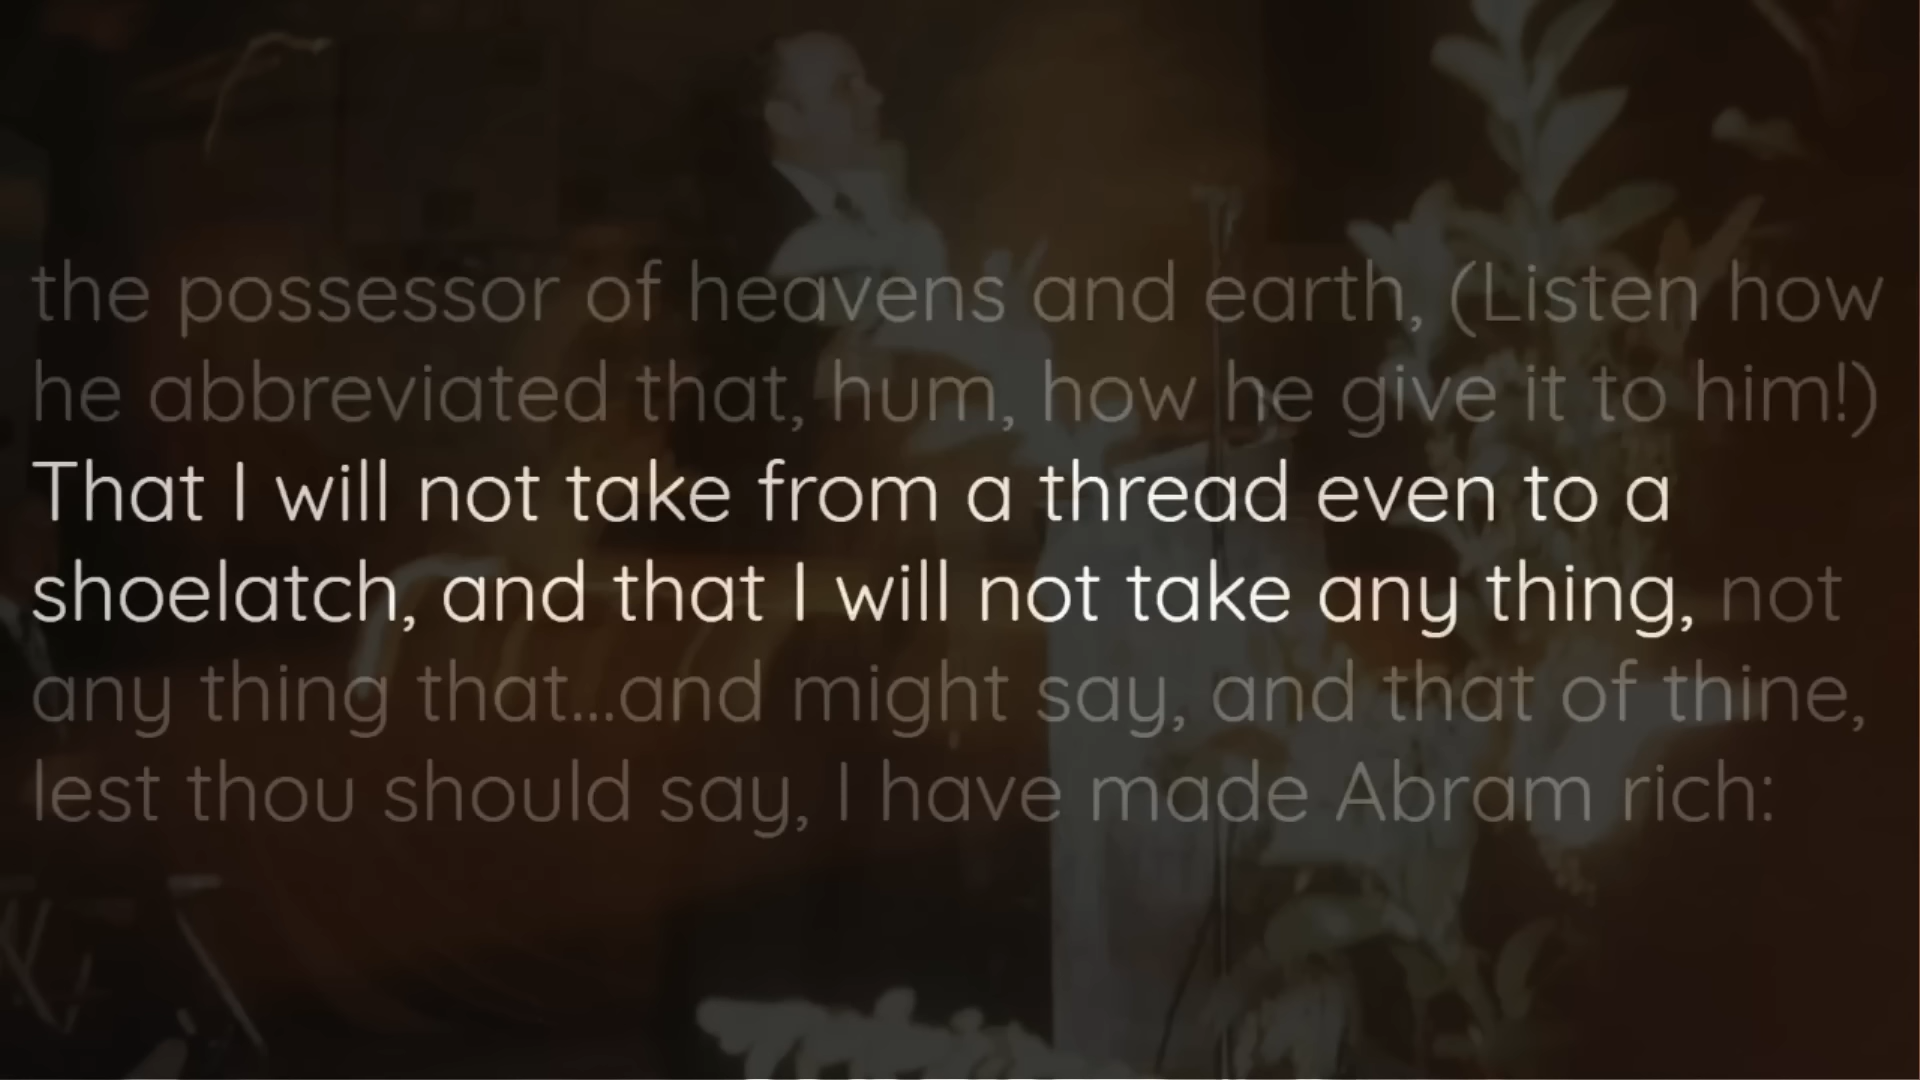 the possessor of heavens and earth, (Listen how
he abbreviated that, hum, how he give it to him!)
That I will not take from a thread even to a
shoelatch, and that I will not take any thing, not
any thing that...and might say, and that of thine,
lest thou should say, I have made Abram rich: